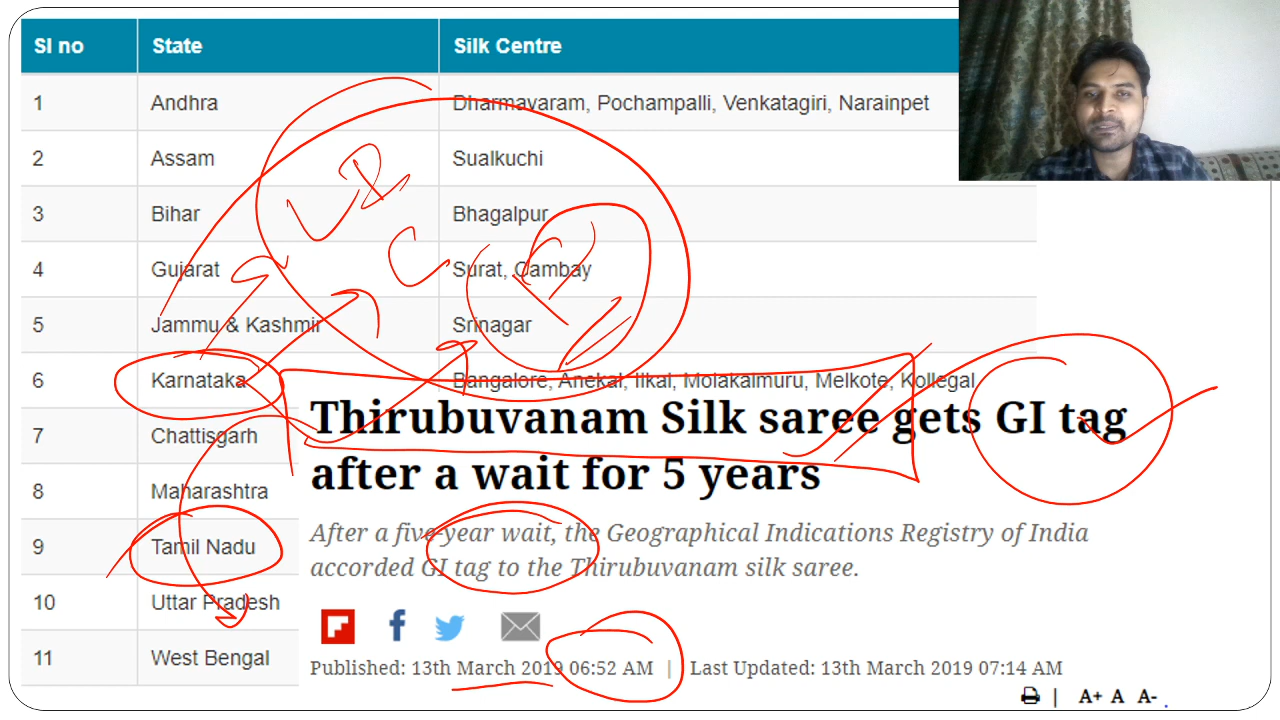 Sl no State Silk Centre
1 Andhra Dharmavaram, Pochampalli, Venkatagiri, Narainpet
2 Assam Sualkuchi
3 Bihar Bhagalpur
4 Gujarat Surat, Cambay
5 Jammu & Kashmir Srinagar
6 Karnataka Bangalore, Anekal, Ilkal, Molakalmuru, Melkote, Kollegal
7 Chattisgarh
8 Maharashtra
9 Tamil Nadu
10 Uttar Pradesh
11 West Bengal
Thirubuvanam Silk saree gets GI tag
after a wait for 5 years
After a five-year wait, the Geographical Indications Registry of India
accorded GI tag to the Thirubuvanam silk saree.
Published: 13th March 2019 06:52 AM | Last Updated: 13th March 2019 07:14 AM
| A+ A A-